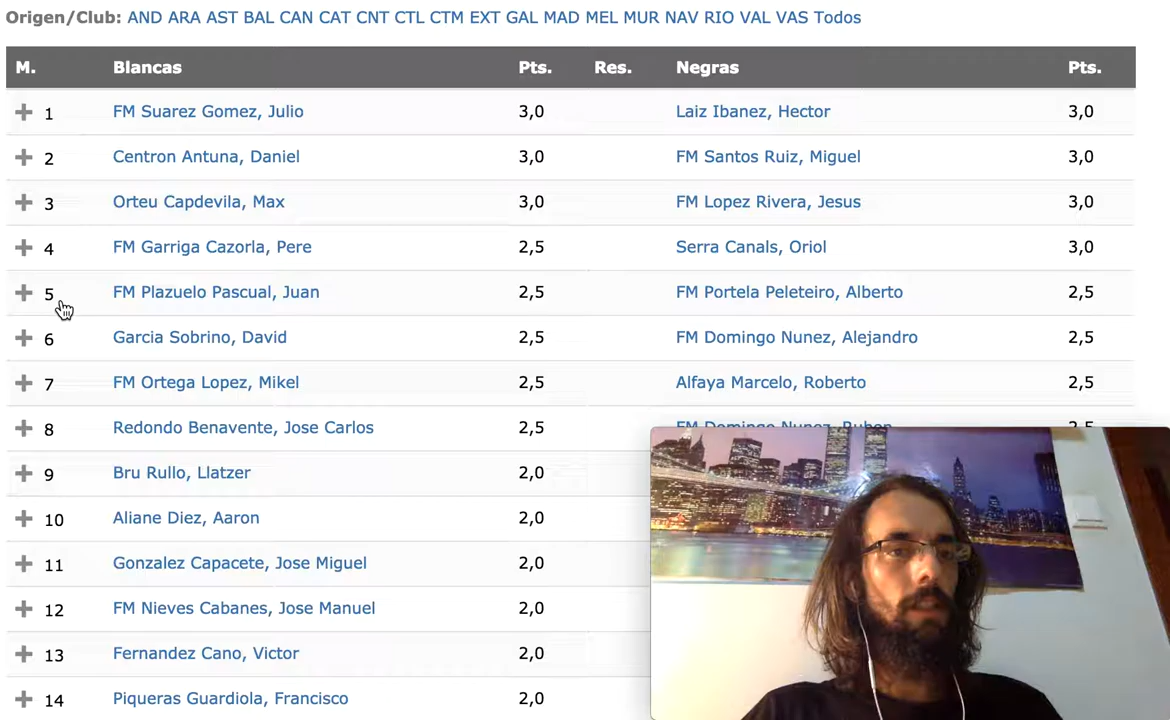 Origen/Club: AND ARA AST BAL CAN CAT CNT CTL CTM EXT GAL MAD MEL MUR NAV RIO VAL VAS Todos
M. Blancas Pts. Res. Negras Pts.
1 FM Suarez Gomez, Julio 3,0 Laiz Ibanez, Hector 3,0
2 Centron Antuna, Daniel 3,0 FM Santos Ruiz, Miguel 3,0
3 Orteu Capdevila, Max 3,0 FM Lopez Rivera, Jesus 3,0
4 FM Garriga Cazorla, Pere 2,5 Serra Canals, Oriol 3,0
5 FM Plazuelo Pascual, Juan 2,5 FM Portela Peleteiro, Alberto 2,5
6 Garcia Sobrino, David 2,5 FM Domingo Nunez, Alejandro 2,5
7 FM Ortega Lopez, Mikel 2,5 Alfaya Marcelo, Roberto 2,5
8 Redondo Benavente, Jose Carlos 2,5 FM Domingo Nunez, Ruben 2,5
9 Bru Rullo, Llatzer 2,0
10 Aliane Diez, Aaron 2,0
11 Gonzalez Capacete, Jose Miguel 2,0
12 FM Nieves Cabanes, Jose Manuel 2,0
13 Fernandez Cano, Victor 2,0
14 Piqueras Guardiola, Francisco 2,0